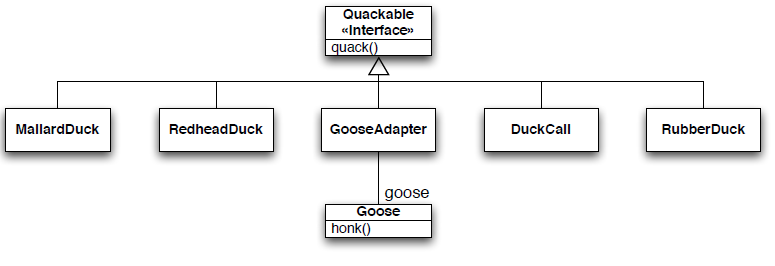 Quackable
«Interface»
quack()
MallardDuck
RedheadDuck
GooseAdapter
DuckCall
RubberDuck
goose
Goose
honk()